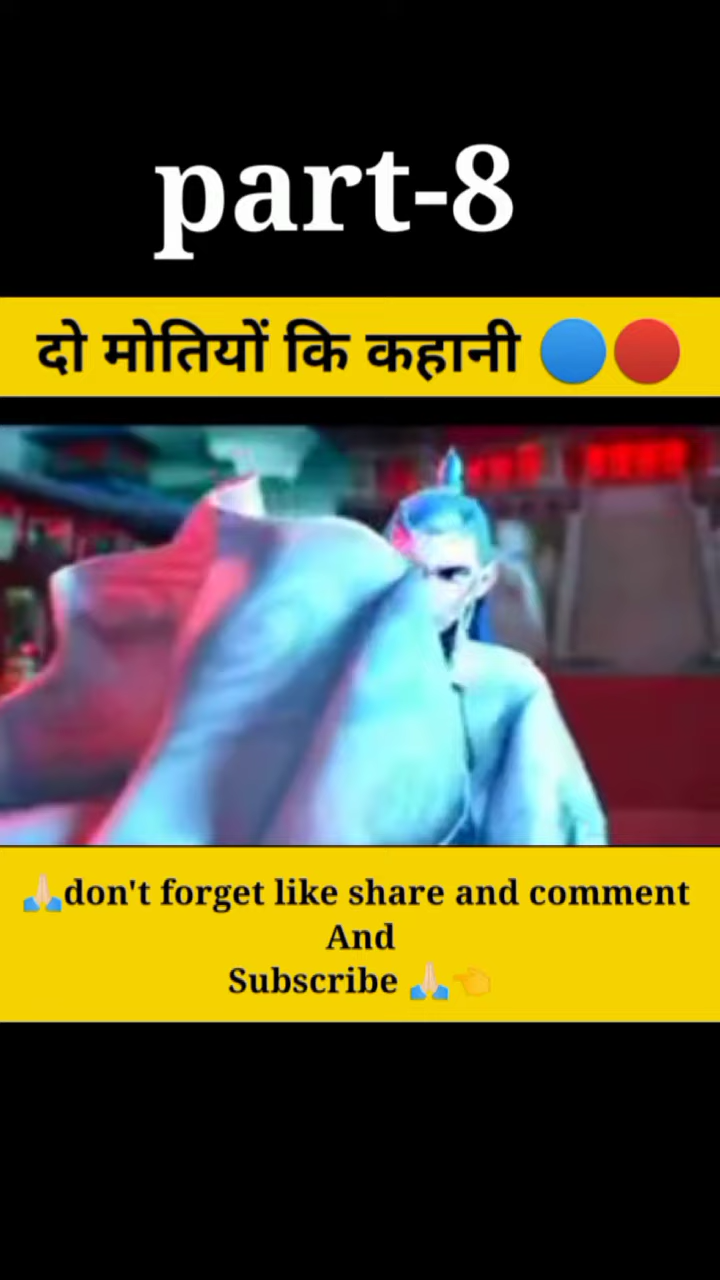 part-8
दो मोतियों कि कहानी 🔵🔴
🙏🏻don't forget like share and comment
And
Subscribe 🙏🏻👈